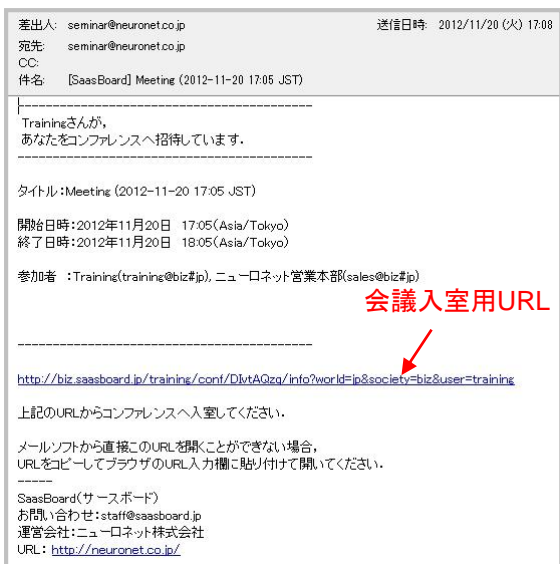 差出人: seminar@neuronet.co.jp 送信日時: 2012/11/20 (火) 17:08
宛先: seminar@neuronet.co.jp
CC:
件名: [SaasBoard] Meeting (2012-11-20 17:05 JST)
------------------------------------------
Trainingさんが，
あなたをコンファレンスへ招待しています．
------------------------------------------
タイトル：Meeting (2012-11-20 17:05 JST)
開始日時：2012年11月20日 17:05(Asia/Tokyo)
終了日時：2012年11月20日 18:05(Asia/Tokyo)
参加者 ：Training(training@biz#jp), ニューロネット営業本部(sales@biz#jp)
会議入室用URL
------------------------------------------
http://biz.saasboard.jp/training/conf/DIvtAQzq/info?world=jp&society=biz&user=training
上記のURLからコンファレンスへ入室してください．
メールソフトから直接このURLを開くことができない場合，
URLをコピーしてブラウザのURL入力欄に貼り付けて開いてください．
-----
SaasBoard(サースボード)
お問い合わせ：staff@saasboard.jp
運営会社：ニューロネット株式会社
URL： http://neuronet.co.jp/